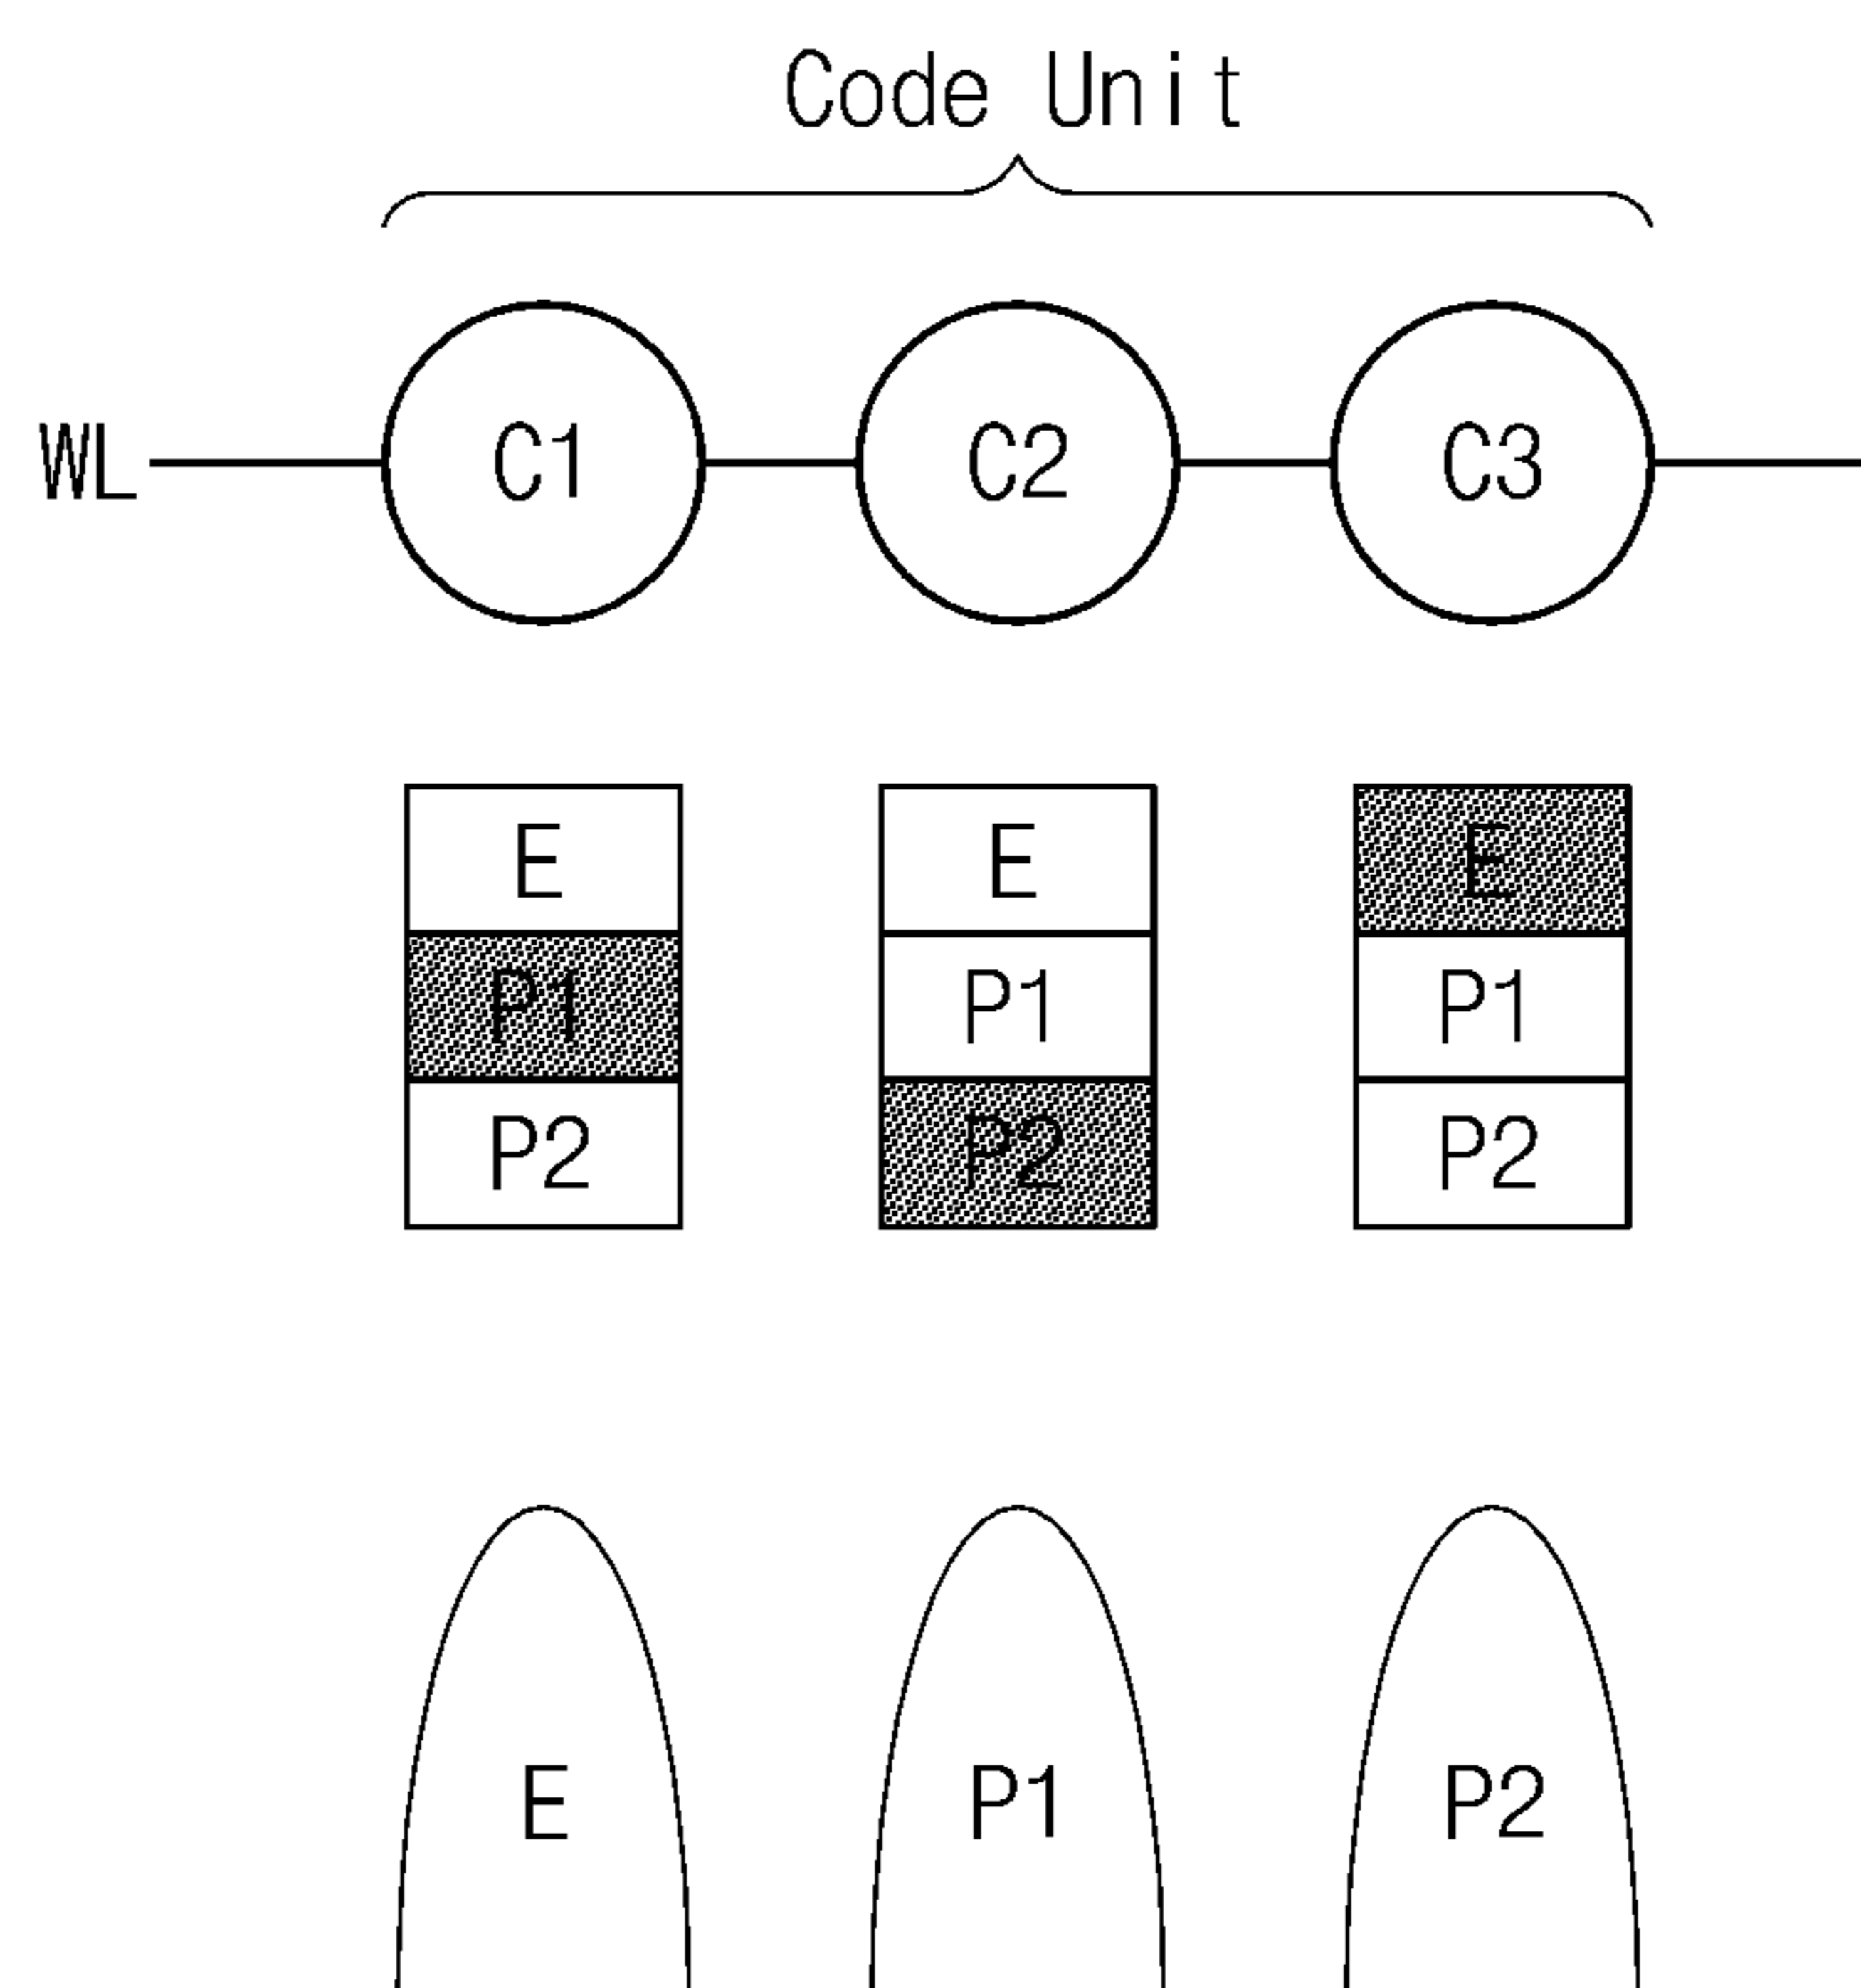 Code Unit
WL C1 C2 C3
E E E
P1 P1 P1
P2 P2 P2
E P1 P2